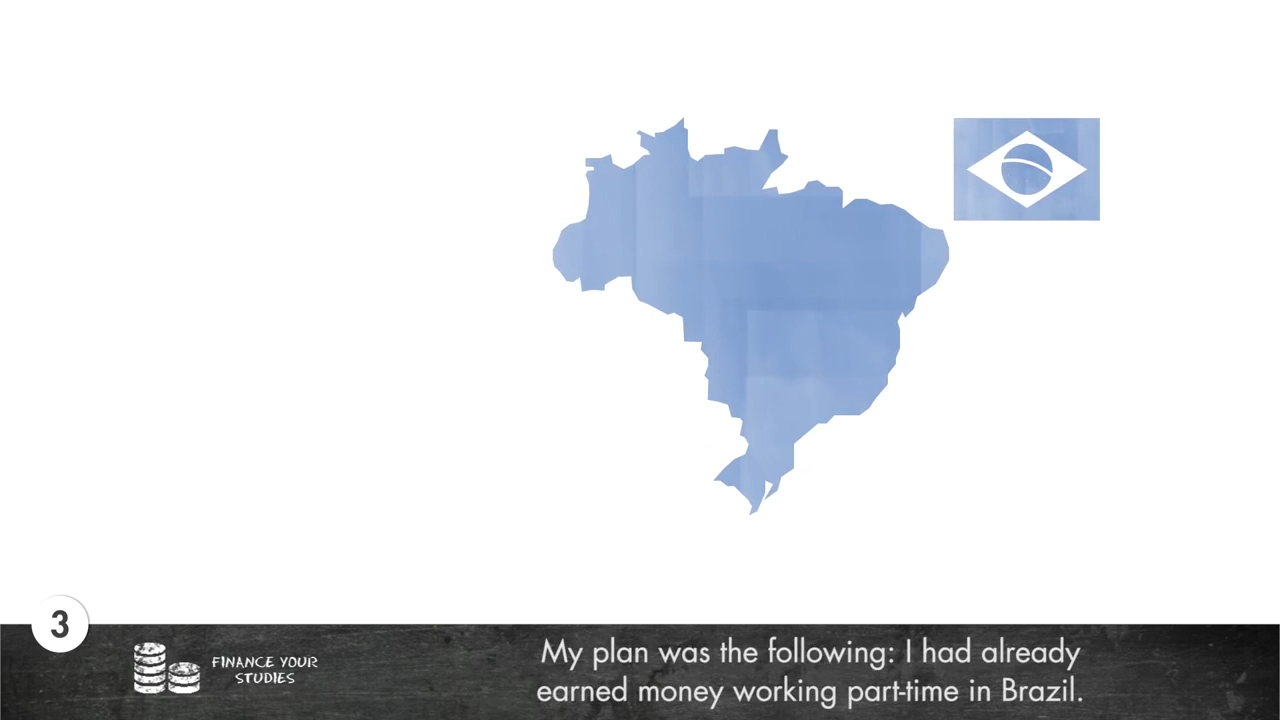 3
FINANCE YOUR
STUDIES
My plan was the following: I had already
earned money working part-time in Brazil.